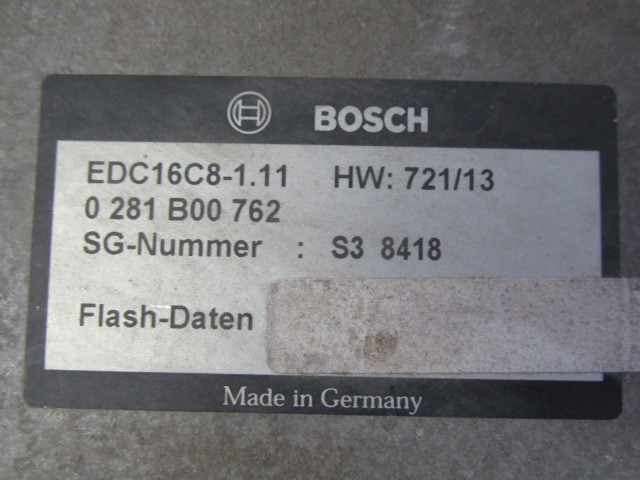 BOSCH
EDC16C8-1.11 HW: 721/13
0 281 B00 762
SG-Nummer : S3 8418
Flash-Daten
Made in Germany